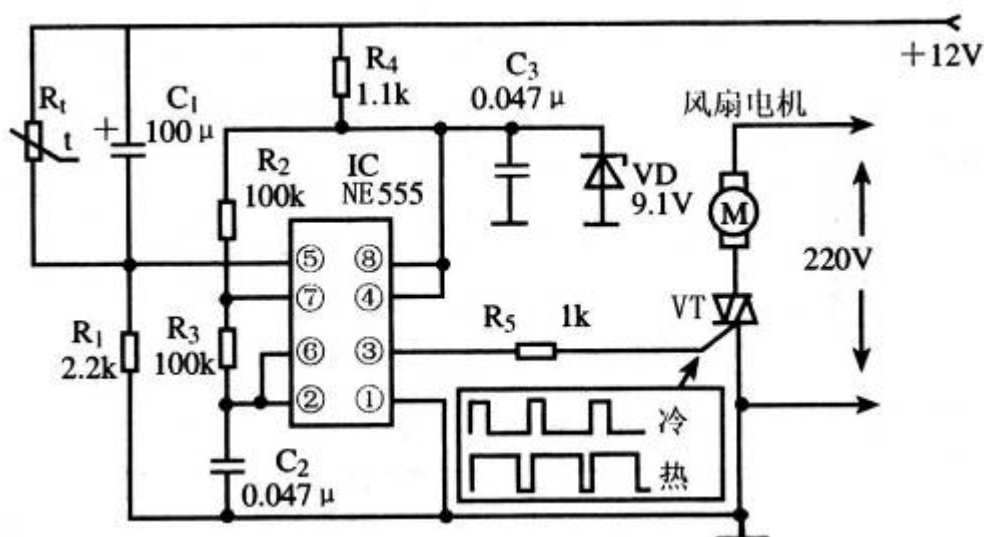 +12V
R₄
1.1k
C₃
0.047μ
风扇电机
Rₜ
t
+
C₁
100μ
R₂
100k
IC
NE555
VD
9.1V
M
220V
⑤ ⑧
⑦ ④
⑥ ③
② ①
R₁
2.2k
R₃
100k
R₅ 1k
VT
冷
热
C₂
0.047μ